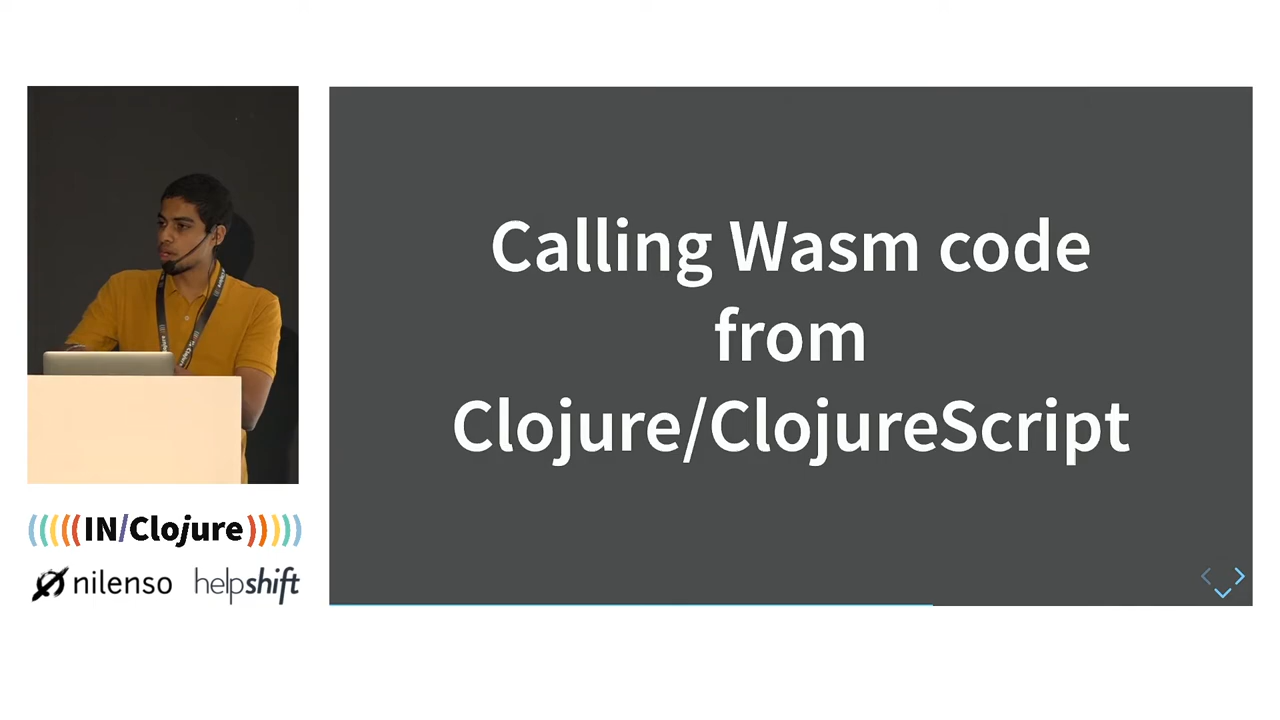 Calling Wasm code
from
Clojure/ClojureScript
((((( IN/Clojure )))))
nilenso helpshift